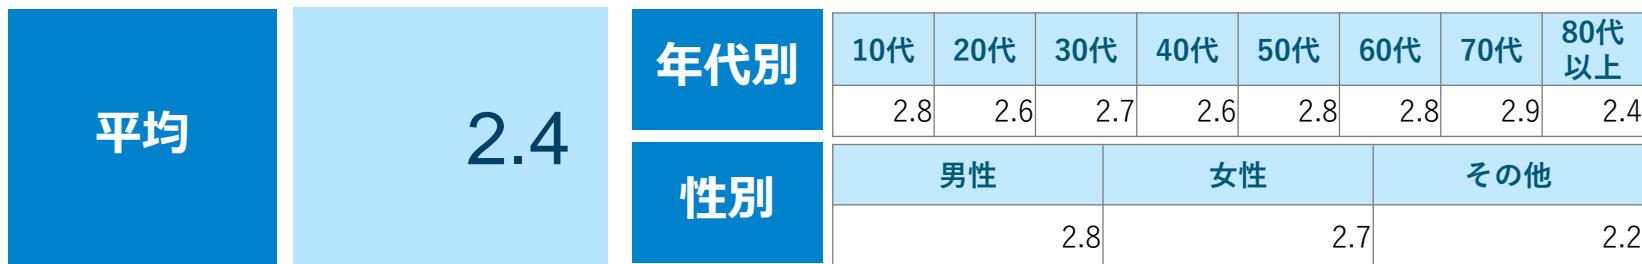 平均
2.4
年代別
10代 20代 30代 40代 50代 60代 70代 80代
以上
2.8 2.6 2.7 2.6 2.8 2.8 2.9 2.4
性別
男性 女性 その他
2.8 2.7 2.2